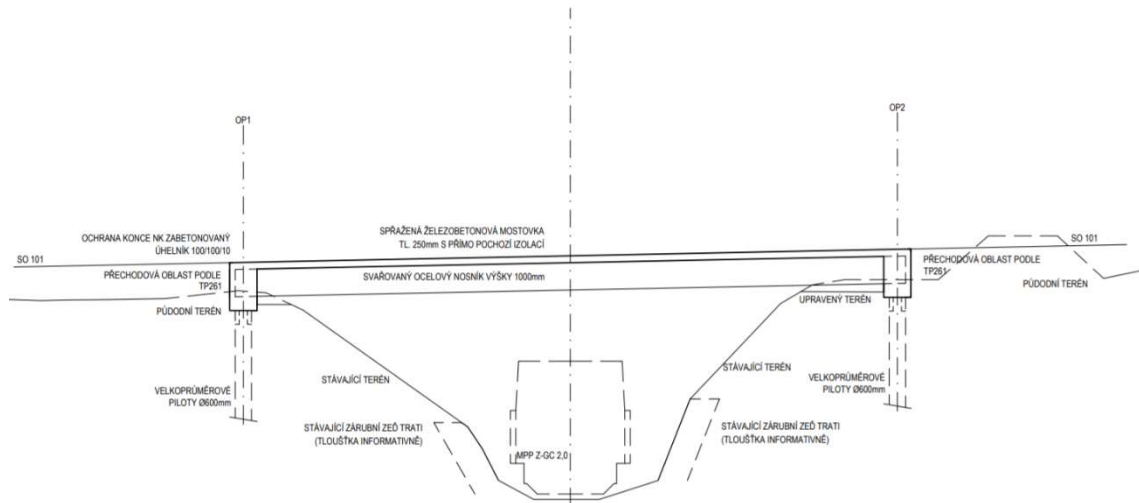 OP1
OP2
OCHRANA KONCE NK ZABETONOVANÝ
ÚHELNÍK 100/100/10
SPŘAŽENÁ ŽELEZOBETONOVÁ MOSTOVKA
TL. 250mm S PŘÍMO POCHOZÍ IZOLACÍ
SO 101
SO 101
PŘECHODOVÁ OBLAST PODLE
TP261
SVAŘOVANÝ OCELOVÝ NOSNÍK VÝŠKY 1000mm
PŘECHODOVÁ OBLAST PODLE
TP261
PŮDODNÍ TERÉN
PŮDODNÍ TERÉN
UPRAVENÝ TERÉN
STÁVAJÍCÍ TERÉN
STÁVAJÍCÍ TERÉN
VELKOPRŮMĚROVÉ
PILOTY Ø600mm
VELKOPRŮMĚROVÉ
PILOTY Ø600mm
STÁVAJÍCÍ ZÁRUBNÍ ZEĎ TRATI
(TLOUŠŤKA INFORMATIVNĚ)
STÁVAJÍCÍ ZÁRUBNÍ ZEĎ TRATI
(TLOUŠŤKA INFORMATIVNĚ)
MPP Z-GC 2,0